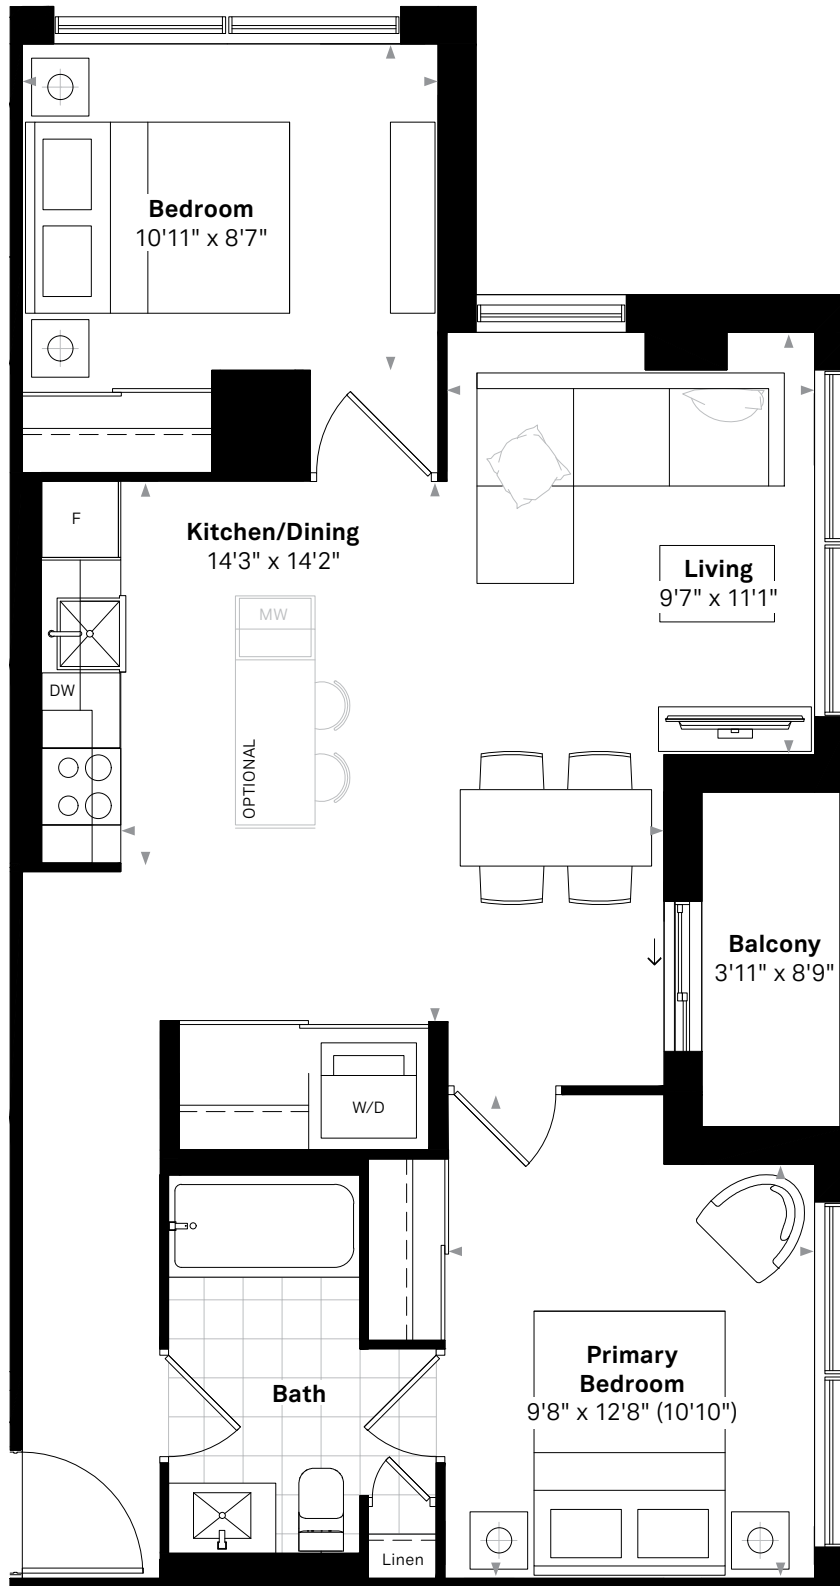 Bedroom
10'11" x 8'7"
F
Kitchen/Dining
14'3" x 14'2"
Living
9'7" x 11'1"
MW
DW
OPTIONAL
Balcony
3'11" x 8'9"
W/D
Primary
Bedroom
9'8" x 12'8" (10'10")
Bath
Linen